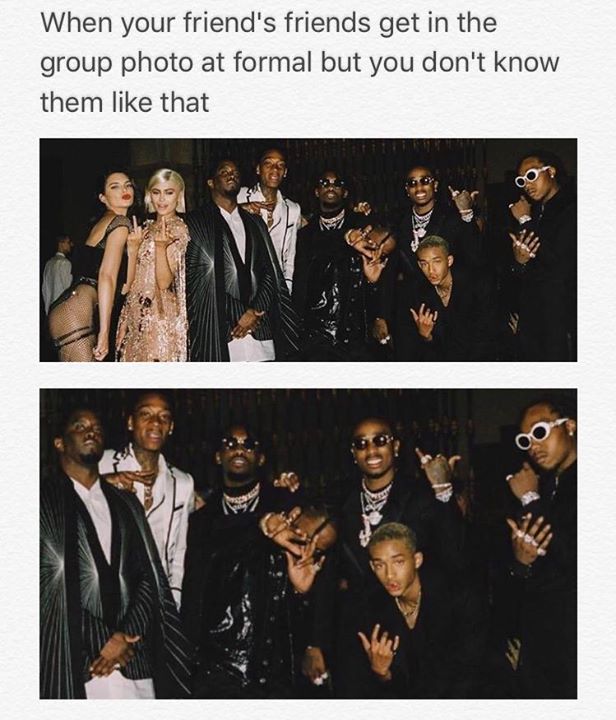 When your friend's friends get in the
group photo at formal but you don't know
them like that